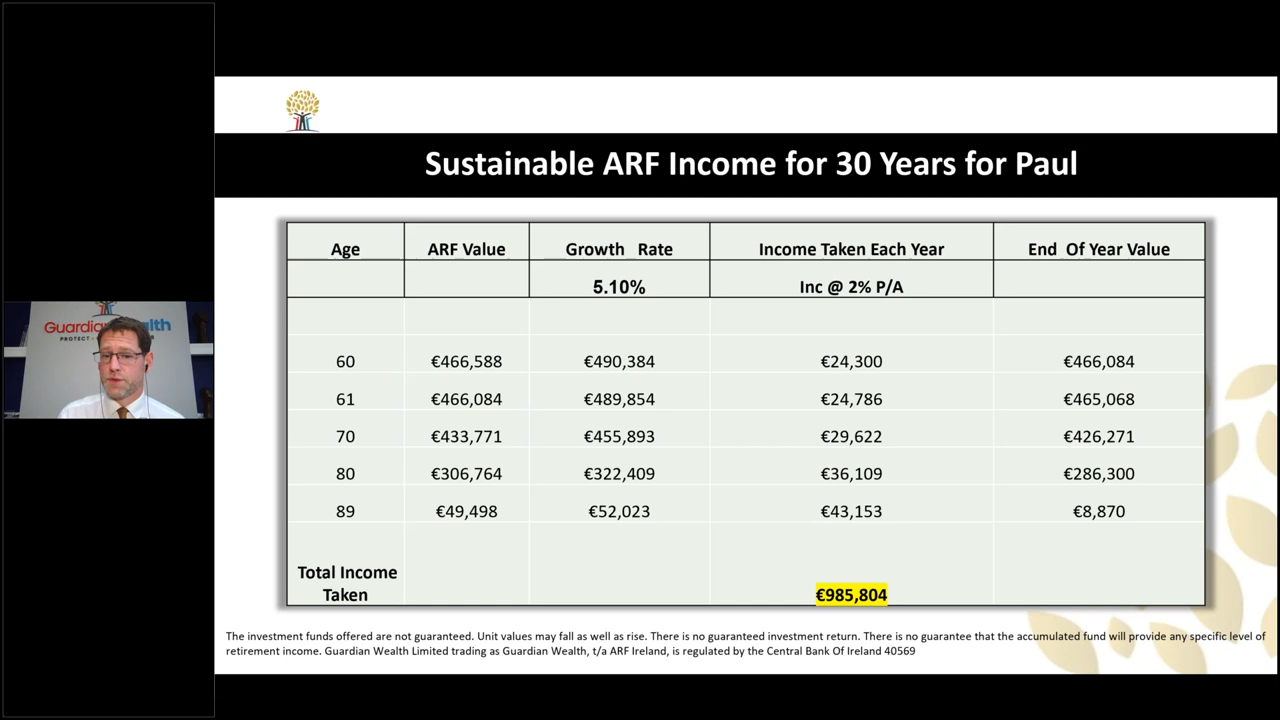 Sustainable ARF Income for 30 Years for Paul
Age ARF Value Growth Rate Income Taken Each Year End Of Year Value
5.10% Inc @ 2% P/A
60 €466,588 €490,384 €24,300 €466,084
61 €466,084 €489,854 €24,786 €465,068
70 €433,771 €455,893 €29,622 €426,271
80 €306,764 €322,409 €36,109 €286,300
89 €49,498 €52,023 €43,153 €8,870
Total Income
Taken €985,804
The investment funds offered are not guaranteed. Unit values may fall as well as rise. There is no guaranteed investment return. There is no guarantee that the accumulated fund will provide any specific level of
retirement income. Guardian Wealth Limited trading as Guardian Wealth, t/a ARF Ireland, is regulated by the Central Bank Of Ireland 40569